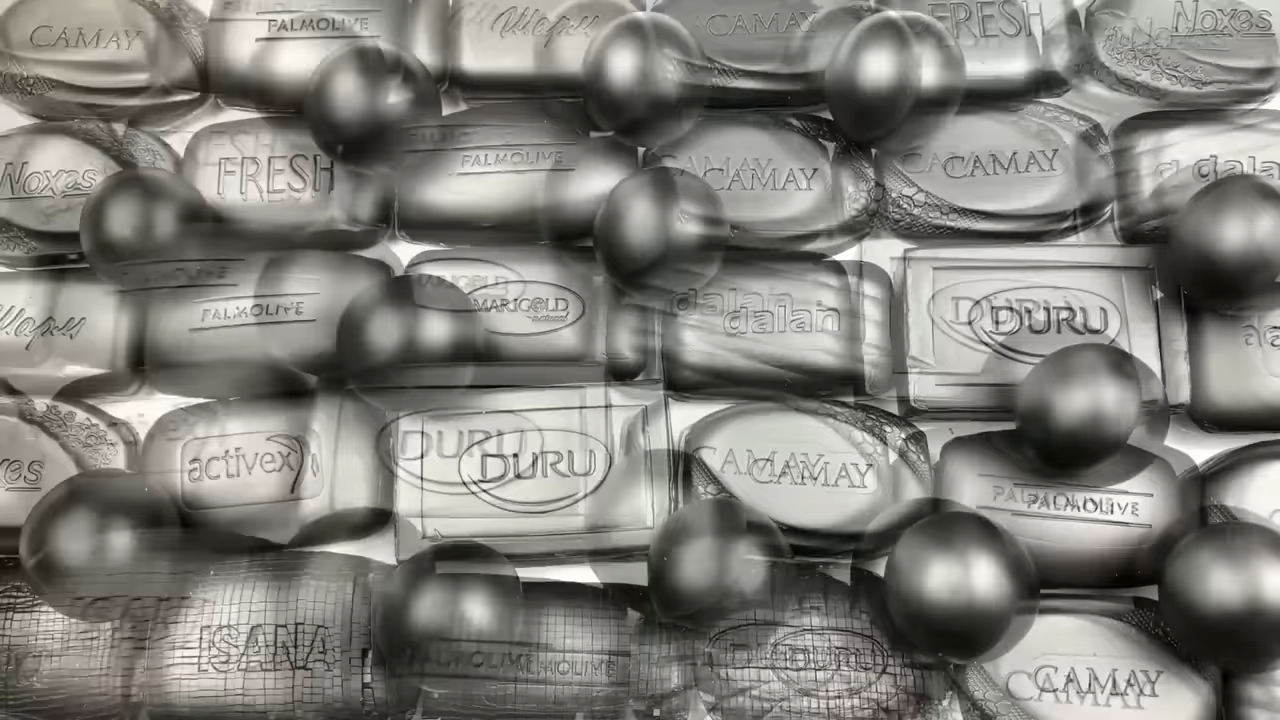 CAMAY
PALMOLIVE
Шарм
CAMAY
FRESH
Noxes
Noxes
FRESH
PALMOLIVE
CAMAY
CAMAY
dalan
Шарм
PALMOLIVE
MARIGOLD
natural
dalan
DURU
activex
DURU
CAMAY
PALMOLIVE
ISANA
PALMOLIVE
DURU
CAMAY